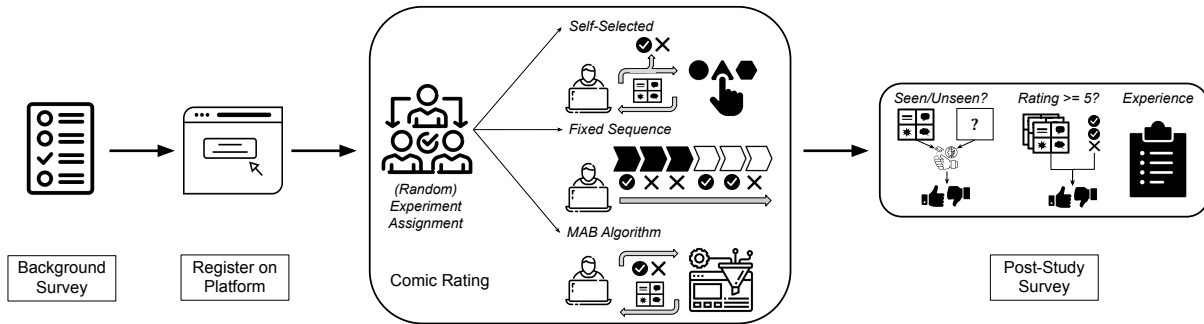 Background
Survey
Register on
Platform
(Random)
Experiment
Assignment
Comic Rating
Self-Selected
Fixed Sequence
MAB Algorithm
Seen/Unseen?
?
Rating >= 5?
Experience
Post-Study
Survey